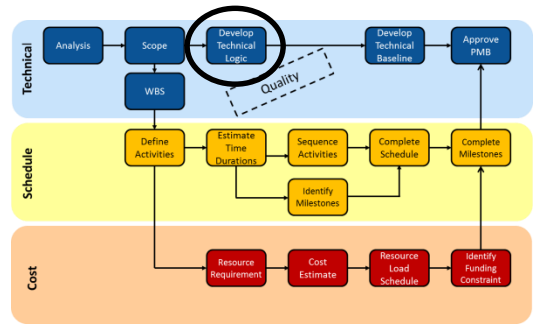 Technical
Analysis
Scope
Develop
Technical
Logic
Develop
Technical
Baseline
Approve
PMB
WBS
Quality
Schedule
Define
Activities
Estimate
Time
Durations
Sequence
Activities
Complete
Schedule
Complete
Milestones
Identify
Milestones
Cost
Resource
Requirement
Cost
Estimate
Resource
Load
Schedule
Identify
Funding
Constraint